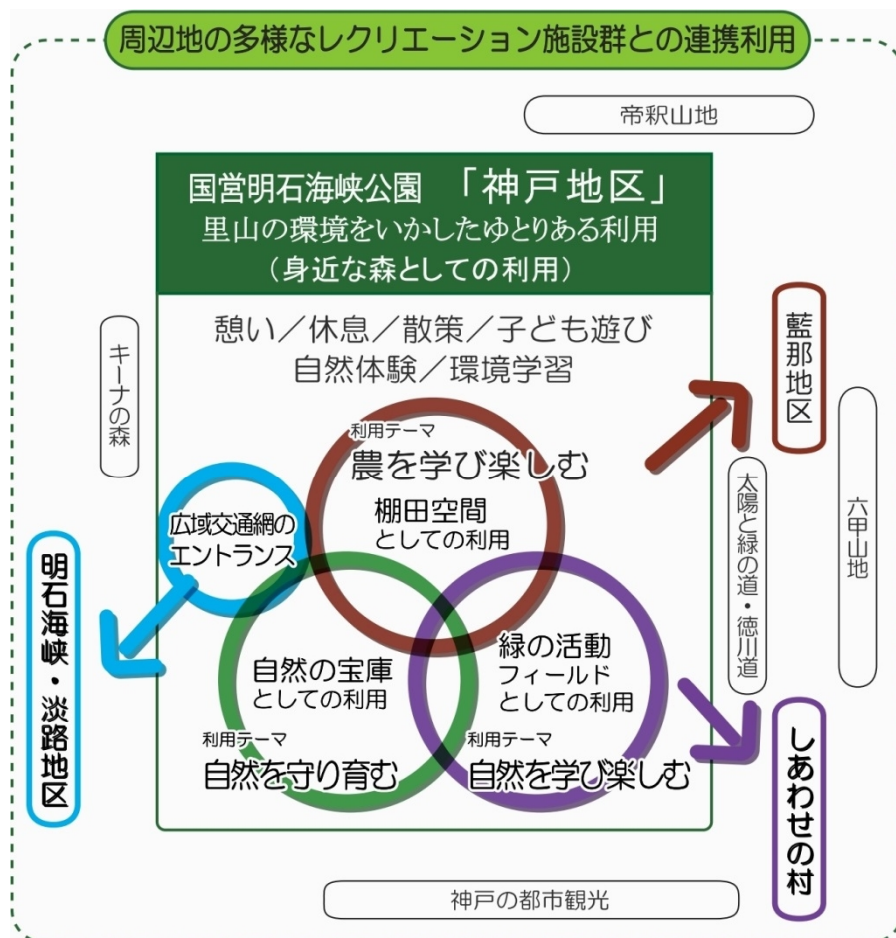 周辺地の多様なレクリエーション施設群との連携利用
帝釈山地
国営明石海峡公園 「神戸地区」
里山の環境をいかしたゆとりある利用
（身近な森としての利用）
憩い／休息／散策／子ども遊び
自然体験／環境学習
キーナの森
藍那地区
利用テーマ
農を学び楽しむ
棚田空間
としての利用
広域交通網の
エントランス
太陽と緑の道・徳川道
六甲山地
明石海峡・淡路地区
自然の宝庫
としての利用
利用テーマ
自然を守り育む
緑の活動
フィールド
としての利用
利用テーマ
自然を学び楽しむ
しあわせの村
神戸の都市観光